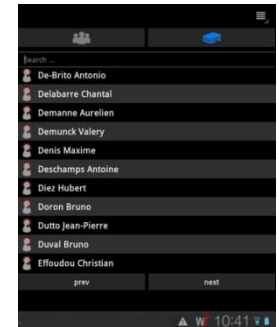 Search ...
De-Brito Antonio
Delabarre Chantal
Demanne Aurelien
Demunck Valery
Denis Maxime
Deschamps Antoine
Diez Hubert
Doron Bruno
Dutto Jean-Pierre
Duval Bruno
Effoudou Christian
prev next
10:41